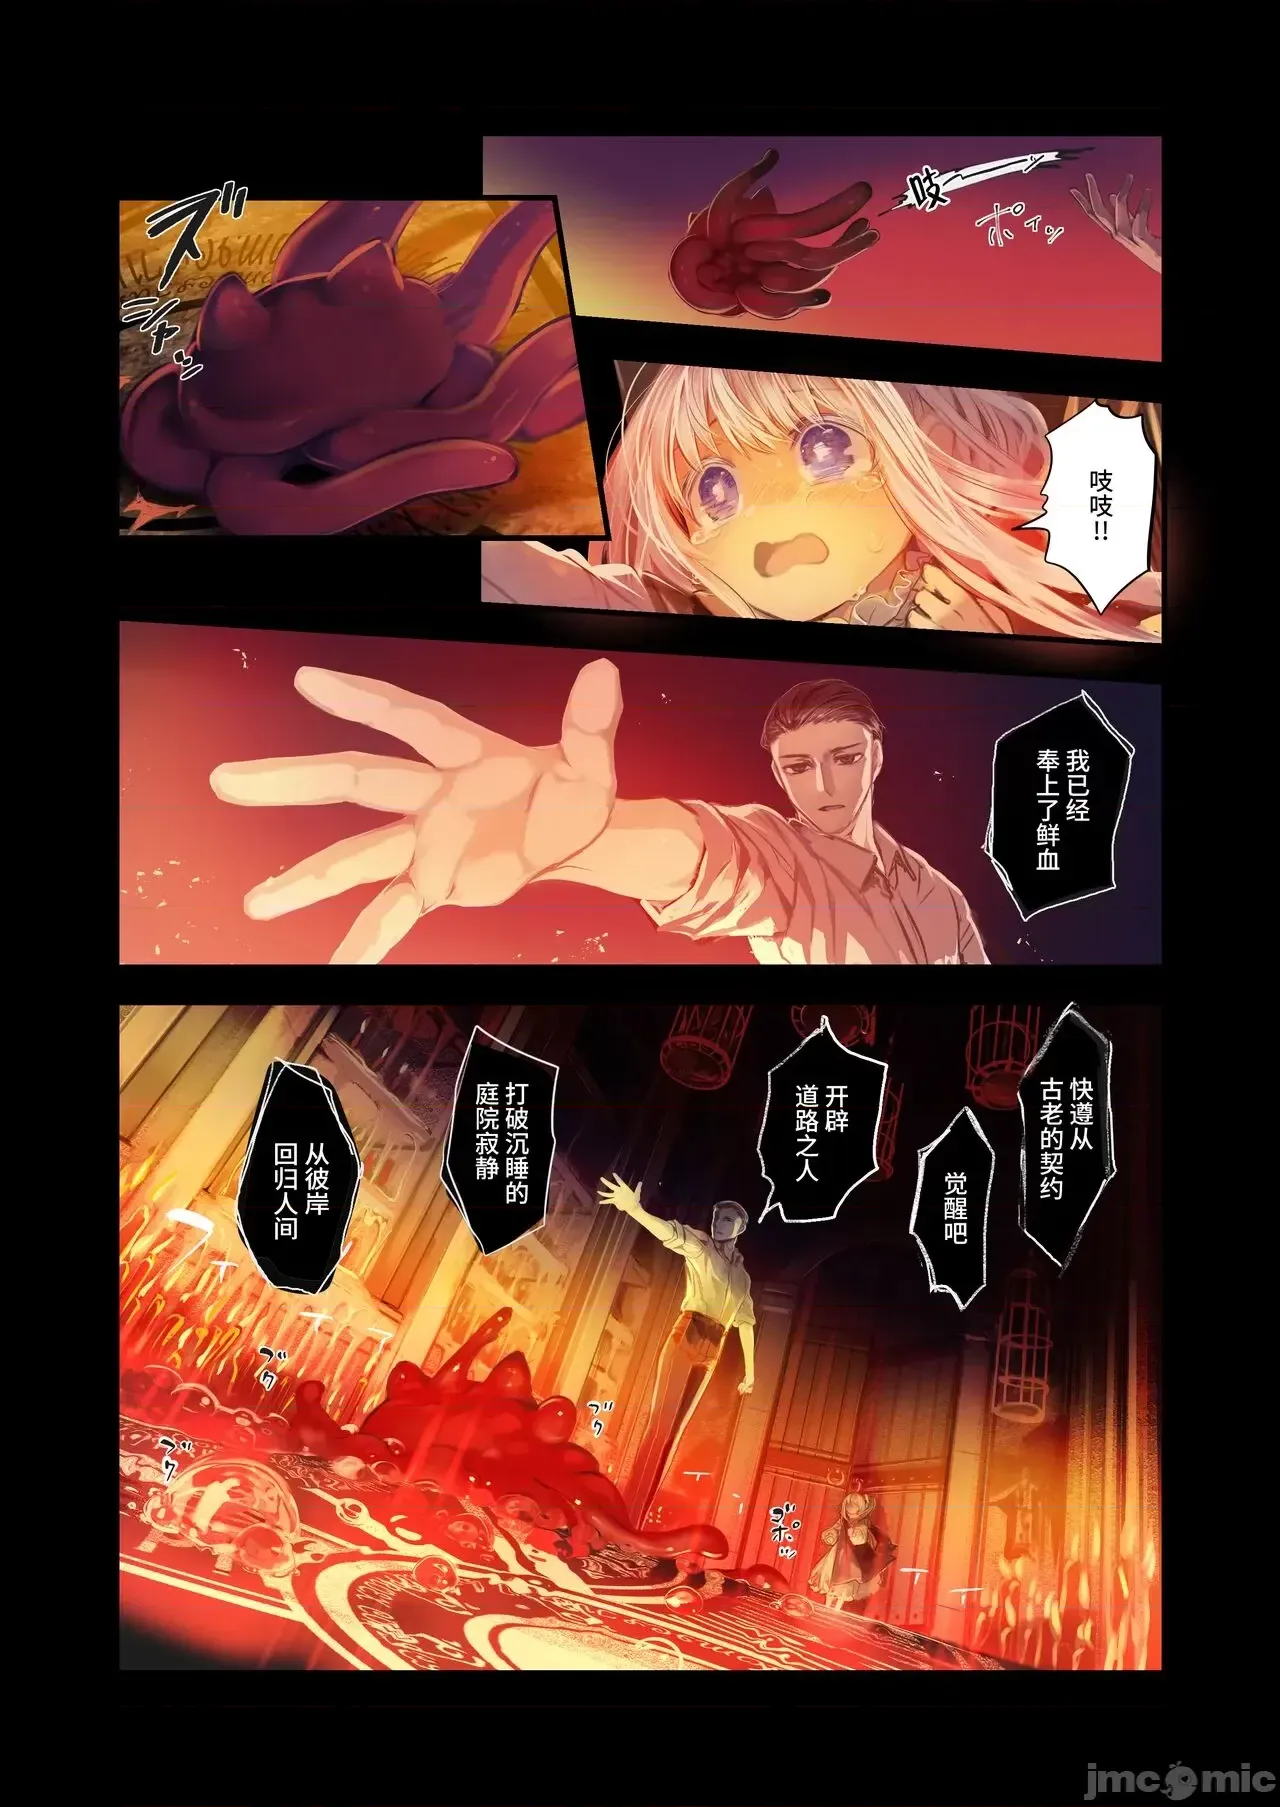 吱
ポイッ
ズズ
シャッ
吱吱!!
我已经
奉上了鲜血
快遵从
古老的契约
觉醒吧
开辟
道路之人
打破沉睡的
庭院寂静
从彼岸
回归人间
ブク
ブク
ブク
jmcomic